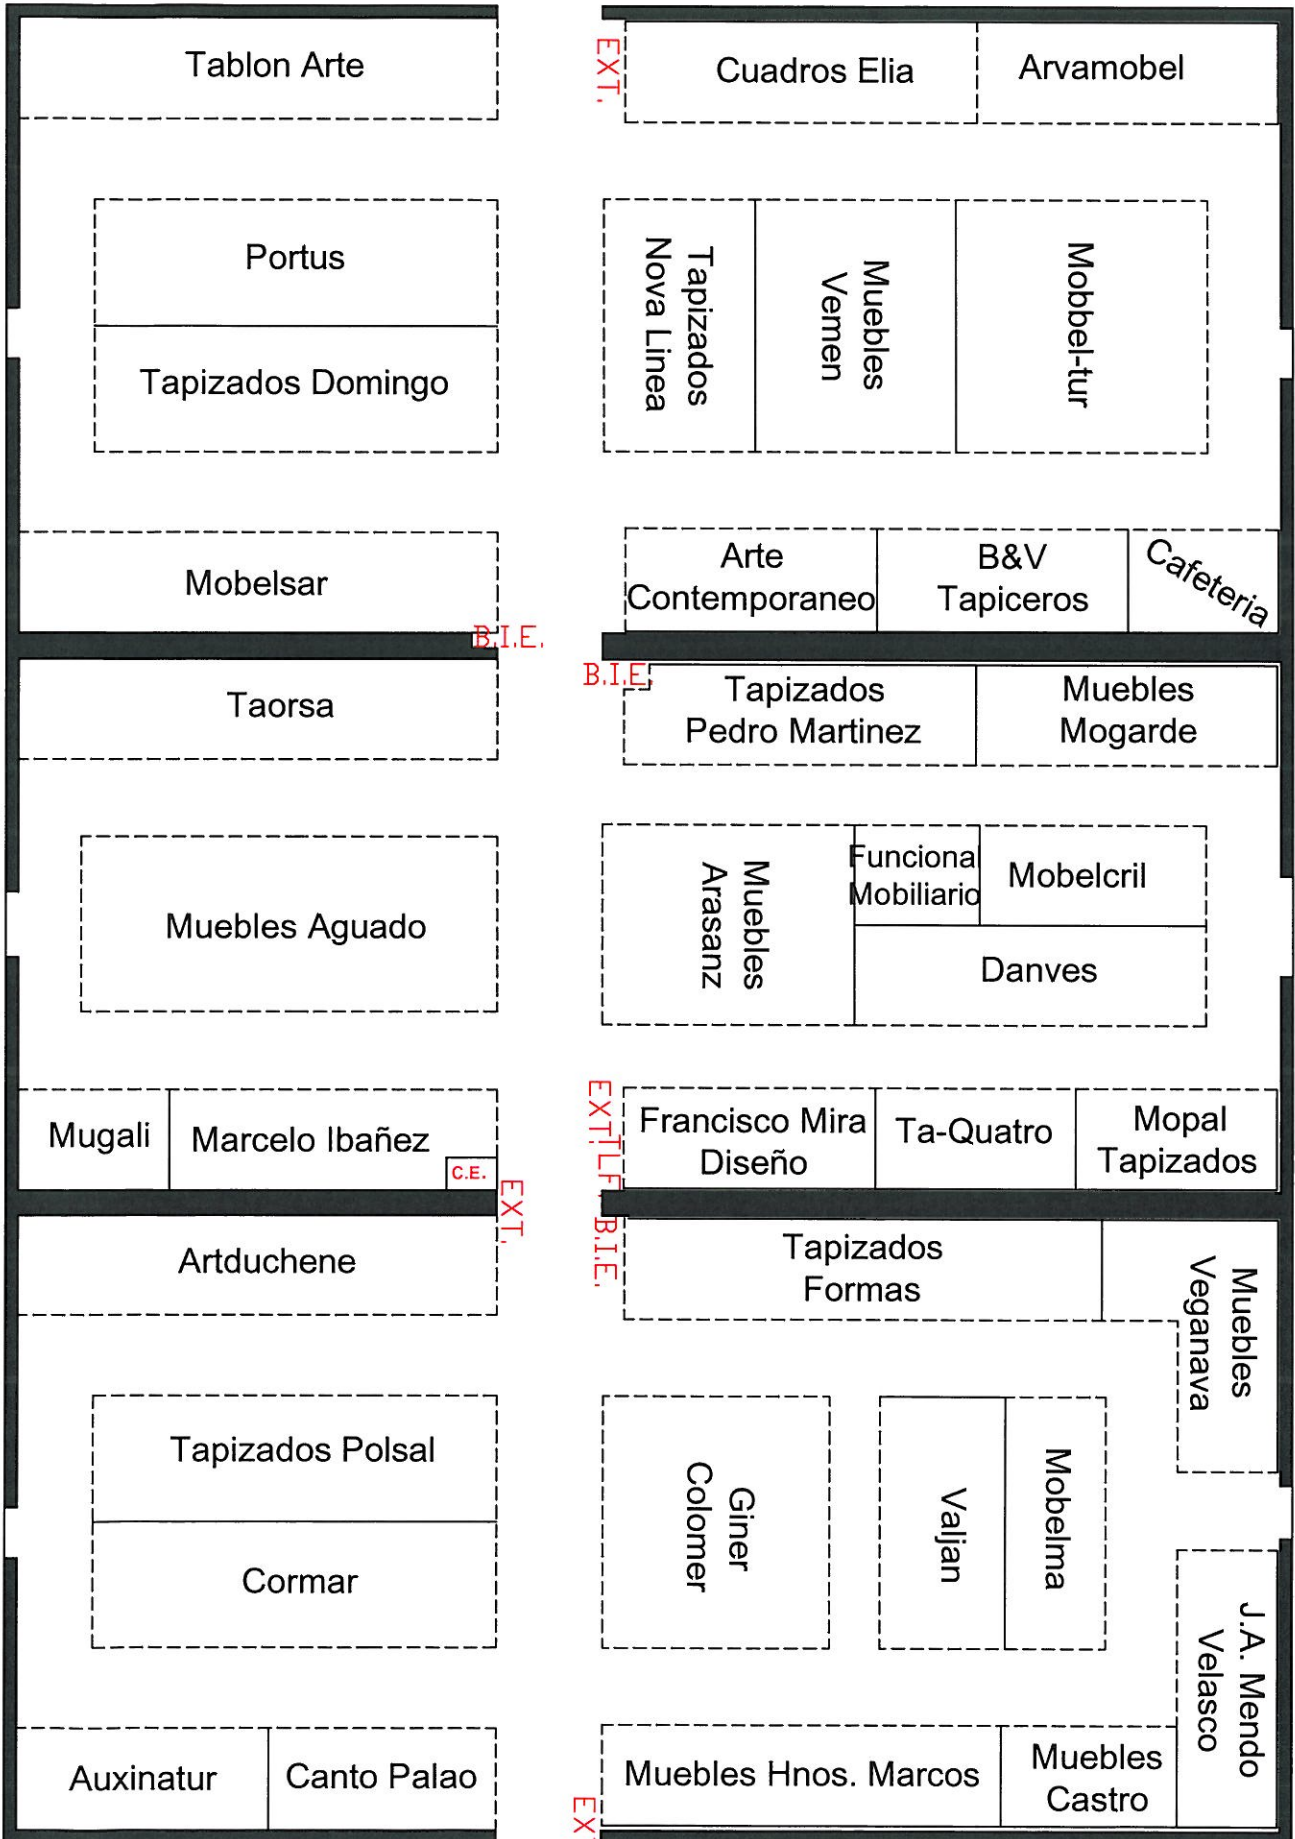 Tablon Arte
EXT.
Cuadros Elia
Arvamobel
Portus
Tapizados Domingo
Tapizados
Nova Linea
Muebles
Vemen
Mobbel-tur
Mobelsar
B.I.E.
Arte
Contemporaneo
B&V
Tapiceros
Cafeteria
Taorsa
B.I.E.
Tapizados
Pedro Martinez
Muebles
Mogarde
Muebles Aguado
Muebles
Arasanz
Funcional
Mobiliario
Mobelcril
Danves
Mugali
Marcelo Ibañez
C.E.
EXT.
EXT.
TLF
Francisco Mira
Diseño
Ta-Quatro
Mopal
Tapizados
Artduchene
B.I.E.
Tapizados
Formas
Muebles
Veganava
Tapizados Polsal
Cormar
Giner
Colomer
Valjan
Mobelma
J.A. Mendo
Velasco
Auxinatur
Canto Palao
EX
Muebles Hnos. Marcos
Muebles
Castro